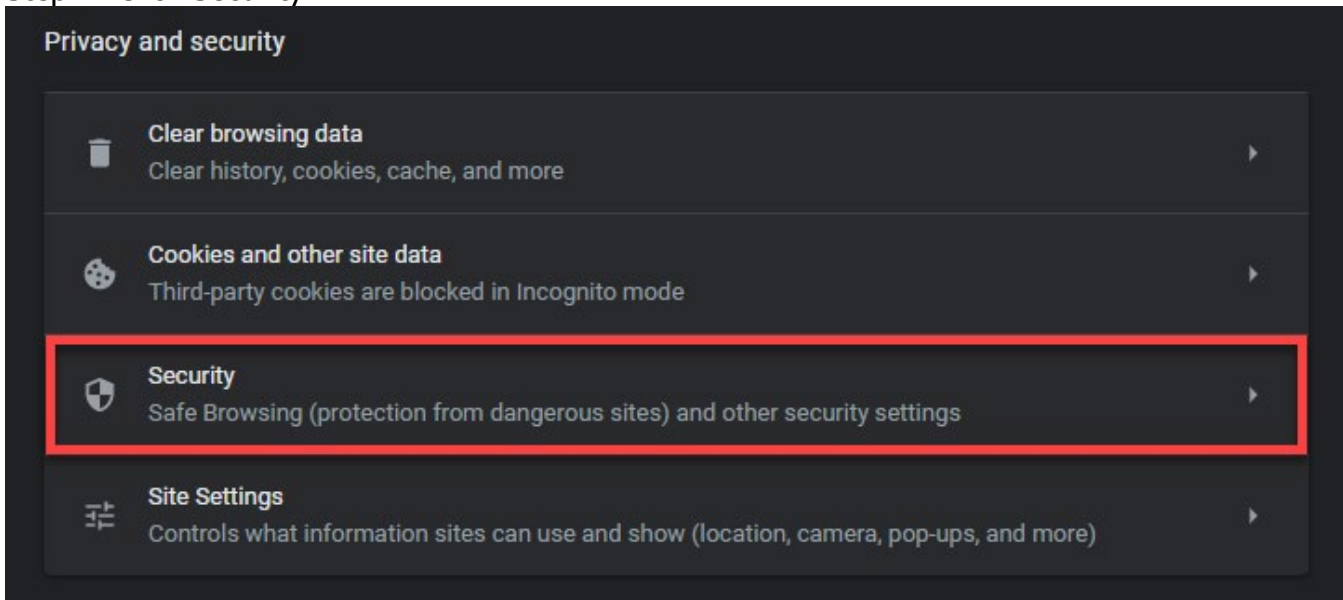 Privacy and security
Clear browsing data
Clear history, cookies, cache, and more
Cookies and other site data
Third-party cookies are blocked in Incognito mode
Security
Safe Browsing (protection from dangerous sites) and other security settings
Site Settings
Controls what information sites can use and show (location, camera, pop-ups, and more)